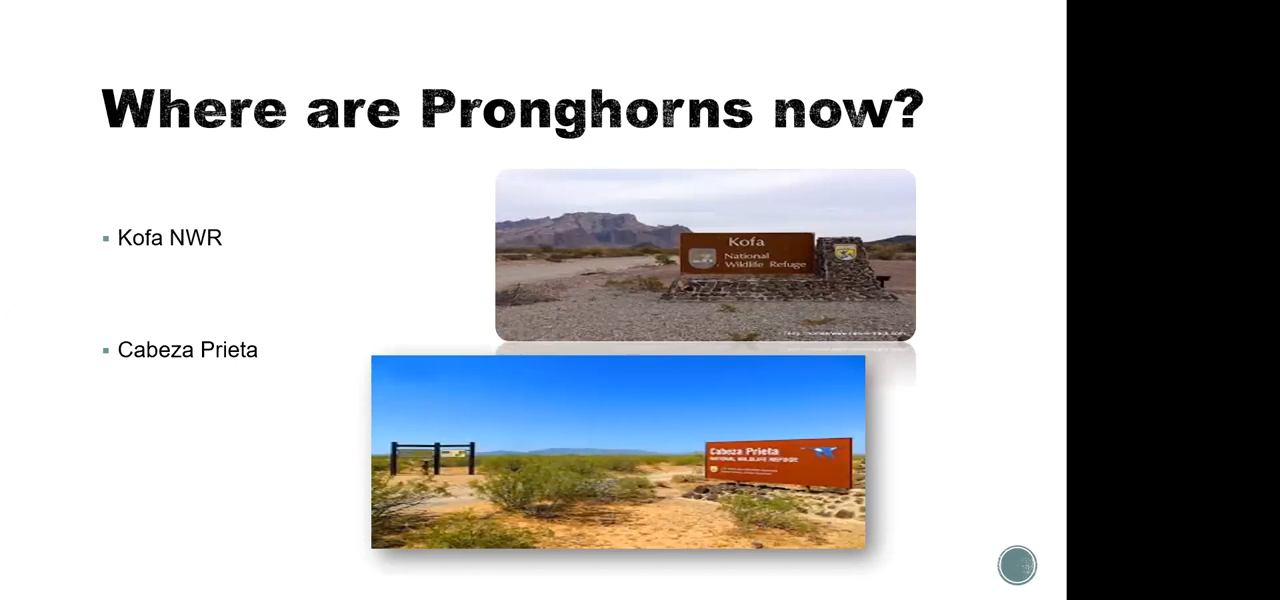 Where are Pronghorns now?
Kofa NWR
Kofa
National
Wildlife Refuge
Cabeza Prieta
Cabeza Prieta
NATIONAL WILDLIFE REFUGE